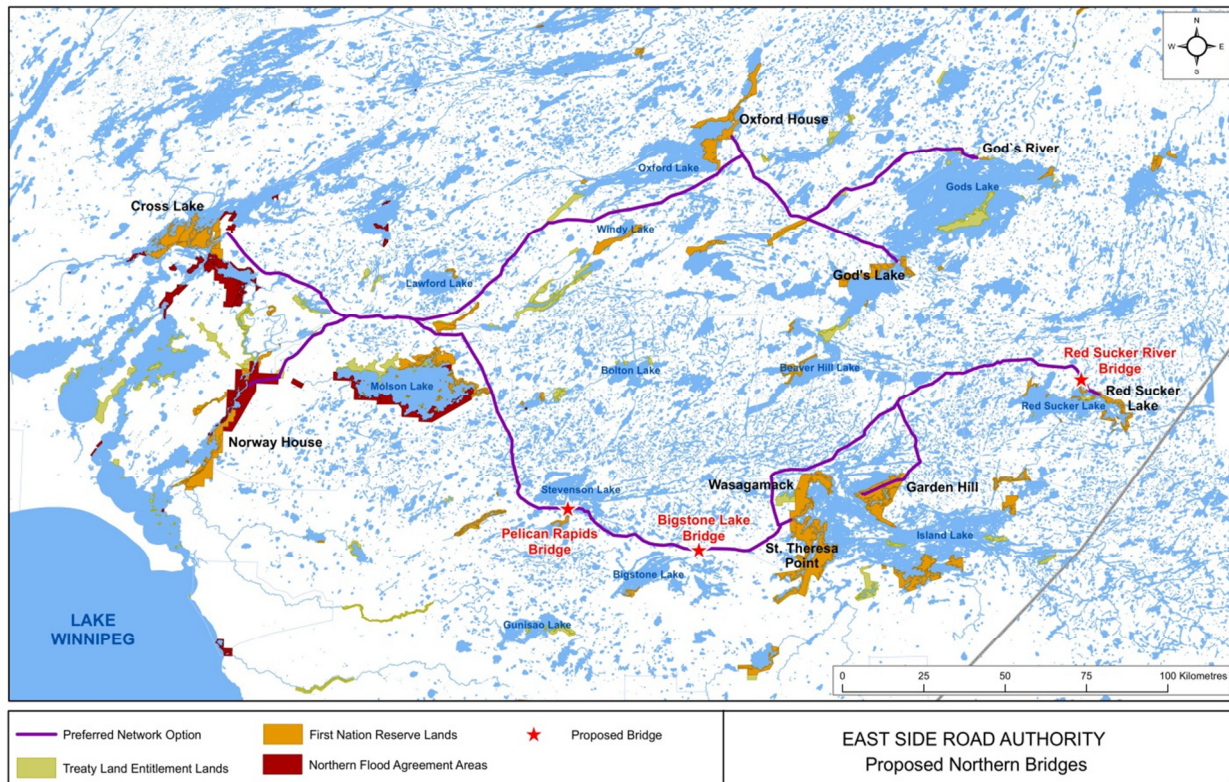 N
W
E
S
Oxford House
God's River
Oxford Lake
Gods Lake
Cross Lake
Windy Lake
God's Lake
Lawford Lake
Red Sucker River
Bridge
Beaver Hill Lake
Bolton Lake
Molson Lake
Red Sucker
Lake
Red Sucker Lake
Norway House
Wasagamack
Garden Hill
Stevenson Lake
Pelican Rapids
Bridge
Bigstone Lake
Bridge
St. Theresa
Point
Island Lake
Bigstone Lake
LAKE
WINNIPEG
Gunisao Lake
0 25 50 75 100 Kilometres
Preferred Network Option
First Nation Reserve Lands
Proposed Bridge
Treaty Land Entitlement Lands
Northern Flood Agreement Areas
EAST SIDE ROAD AUTHORITY
Proposed Northern Bridges